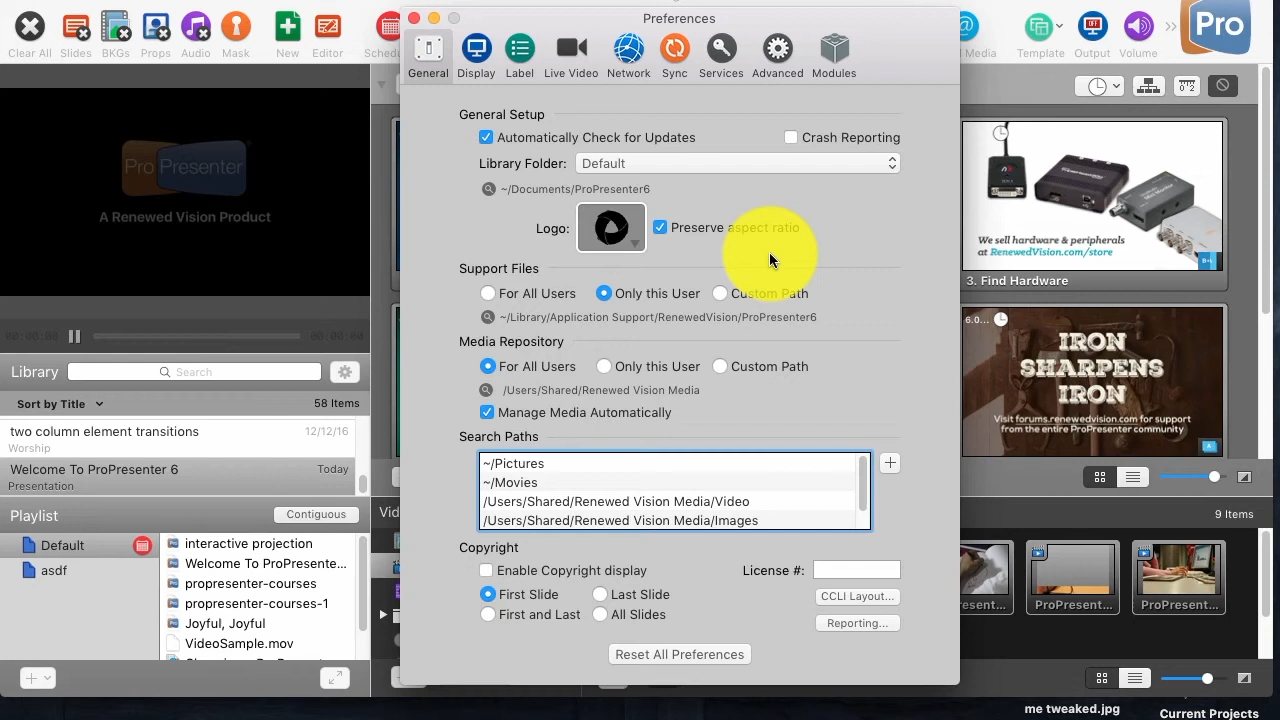 Preferences
Clear All
Slides
BKGs
Props
Audio
Mask
New
Editor
Template
Output
Volume
Pro
General
Display
Label
Live Video
Network
Sync
Services
Advanced
Modules
ProPresenter
A Renewed Vision Product
00:00:00
00:00:00
Library
Search
Sort by Title
58 Items
two column element transitions
12/12/16
Worship
Welcome To ProPresenter 6
Today
Presentation
Playlist
Contiguous
Default
asdf
interactive projection
Welcome To ProPresente...
propresenter-courses
propresenter-courses-1
Joyful, Joyful
VideoSample.mov
General Setup
Automatically Check for Updates
Crash Reporting
Library Folder:
Default
~/Documents/ProPresenter6
Logo:
Preserve aspect ratio
Support Files
For All Users
Only this User
Custom Path
~/Library/Application Support/RenewedVision/ProPresenter6
Media Repository
For All Users
Only this User
Custom Path
/Users/Shared/Renewed Vision Media
Manage Media Automatically
Search Paths
~/Pictures
~/Movies
/Users/Shared/Renewed Vision Media/Video
/Users/Shared/Renewed Vision Media/Images
Copyright
Enable Copyright display
License #:
First Slide
Last Slide
CCLI Layout...
First and Last
All Slides
Reporting...
Reset All Preferences
We sell hardware & peripherals
at RenewedVision.com/store
3. Find Hardware
6.0...
IRON
SHARPENS
IRON
Visit forums.renewedvision.com for support
from the entire ProPresenter community
9 Items
ProPresent...
ProPresent...
me tweaked.jpg
Current Projects